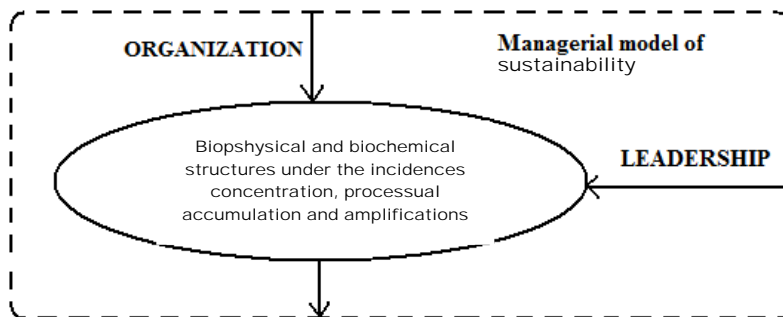 ORGANIZATION
Managerial model of
sustainability
Biopshysical and biochemical
structures under the incidences
concentration, processual
accumulation and amplifications
LEADERSHIP